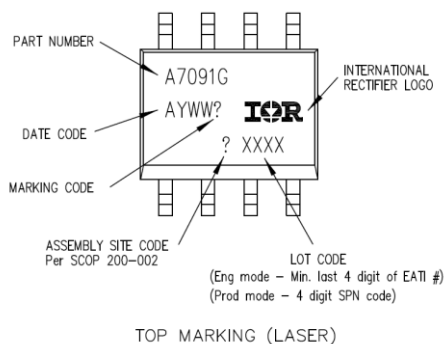 PART NUMBER
A7091G
INTERNATIONAL
RECTIFIER LOGO
AYWW? IOR
DATE CODE
? XXXX
MARKING CODE
ASSEMBLY SITE CODE
Per SCOP 200-002
LOT CODE
(Eng mode – Min. last 4 digit of EATI #)
(Prod mode – 4 digit SPN code)
TOP MARKING (LASER)